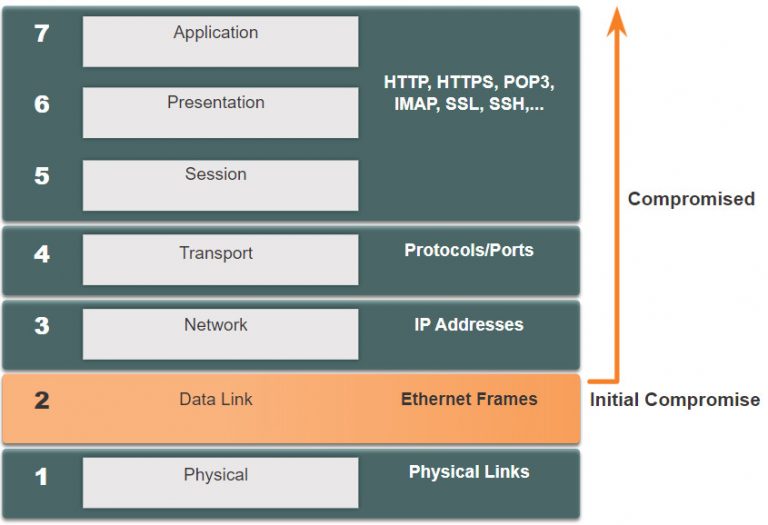 7 Application
HTTP, HTTPS, POP3,
IMAP, SSL, SSH,...
6 Presentation
5 Session
Compromised
4 Transport Protocols/Ports
3 Network IP Addresses
2 Data Link Ethernet Frames Initial Compromise
1 Physical Physical Links